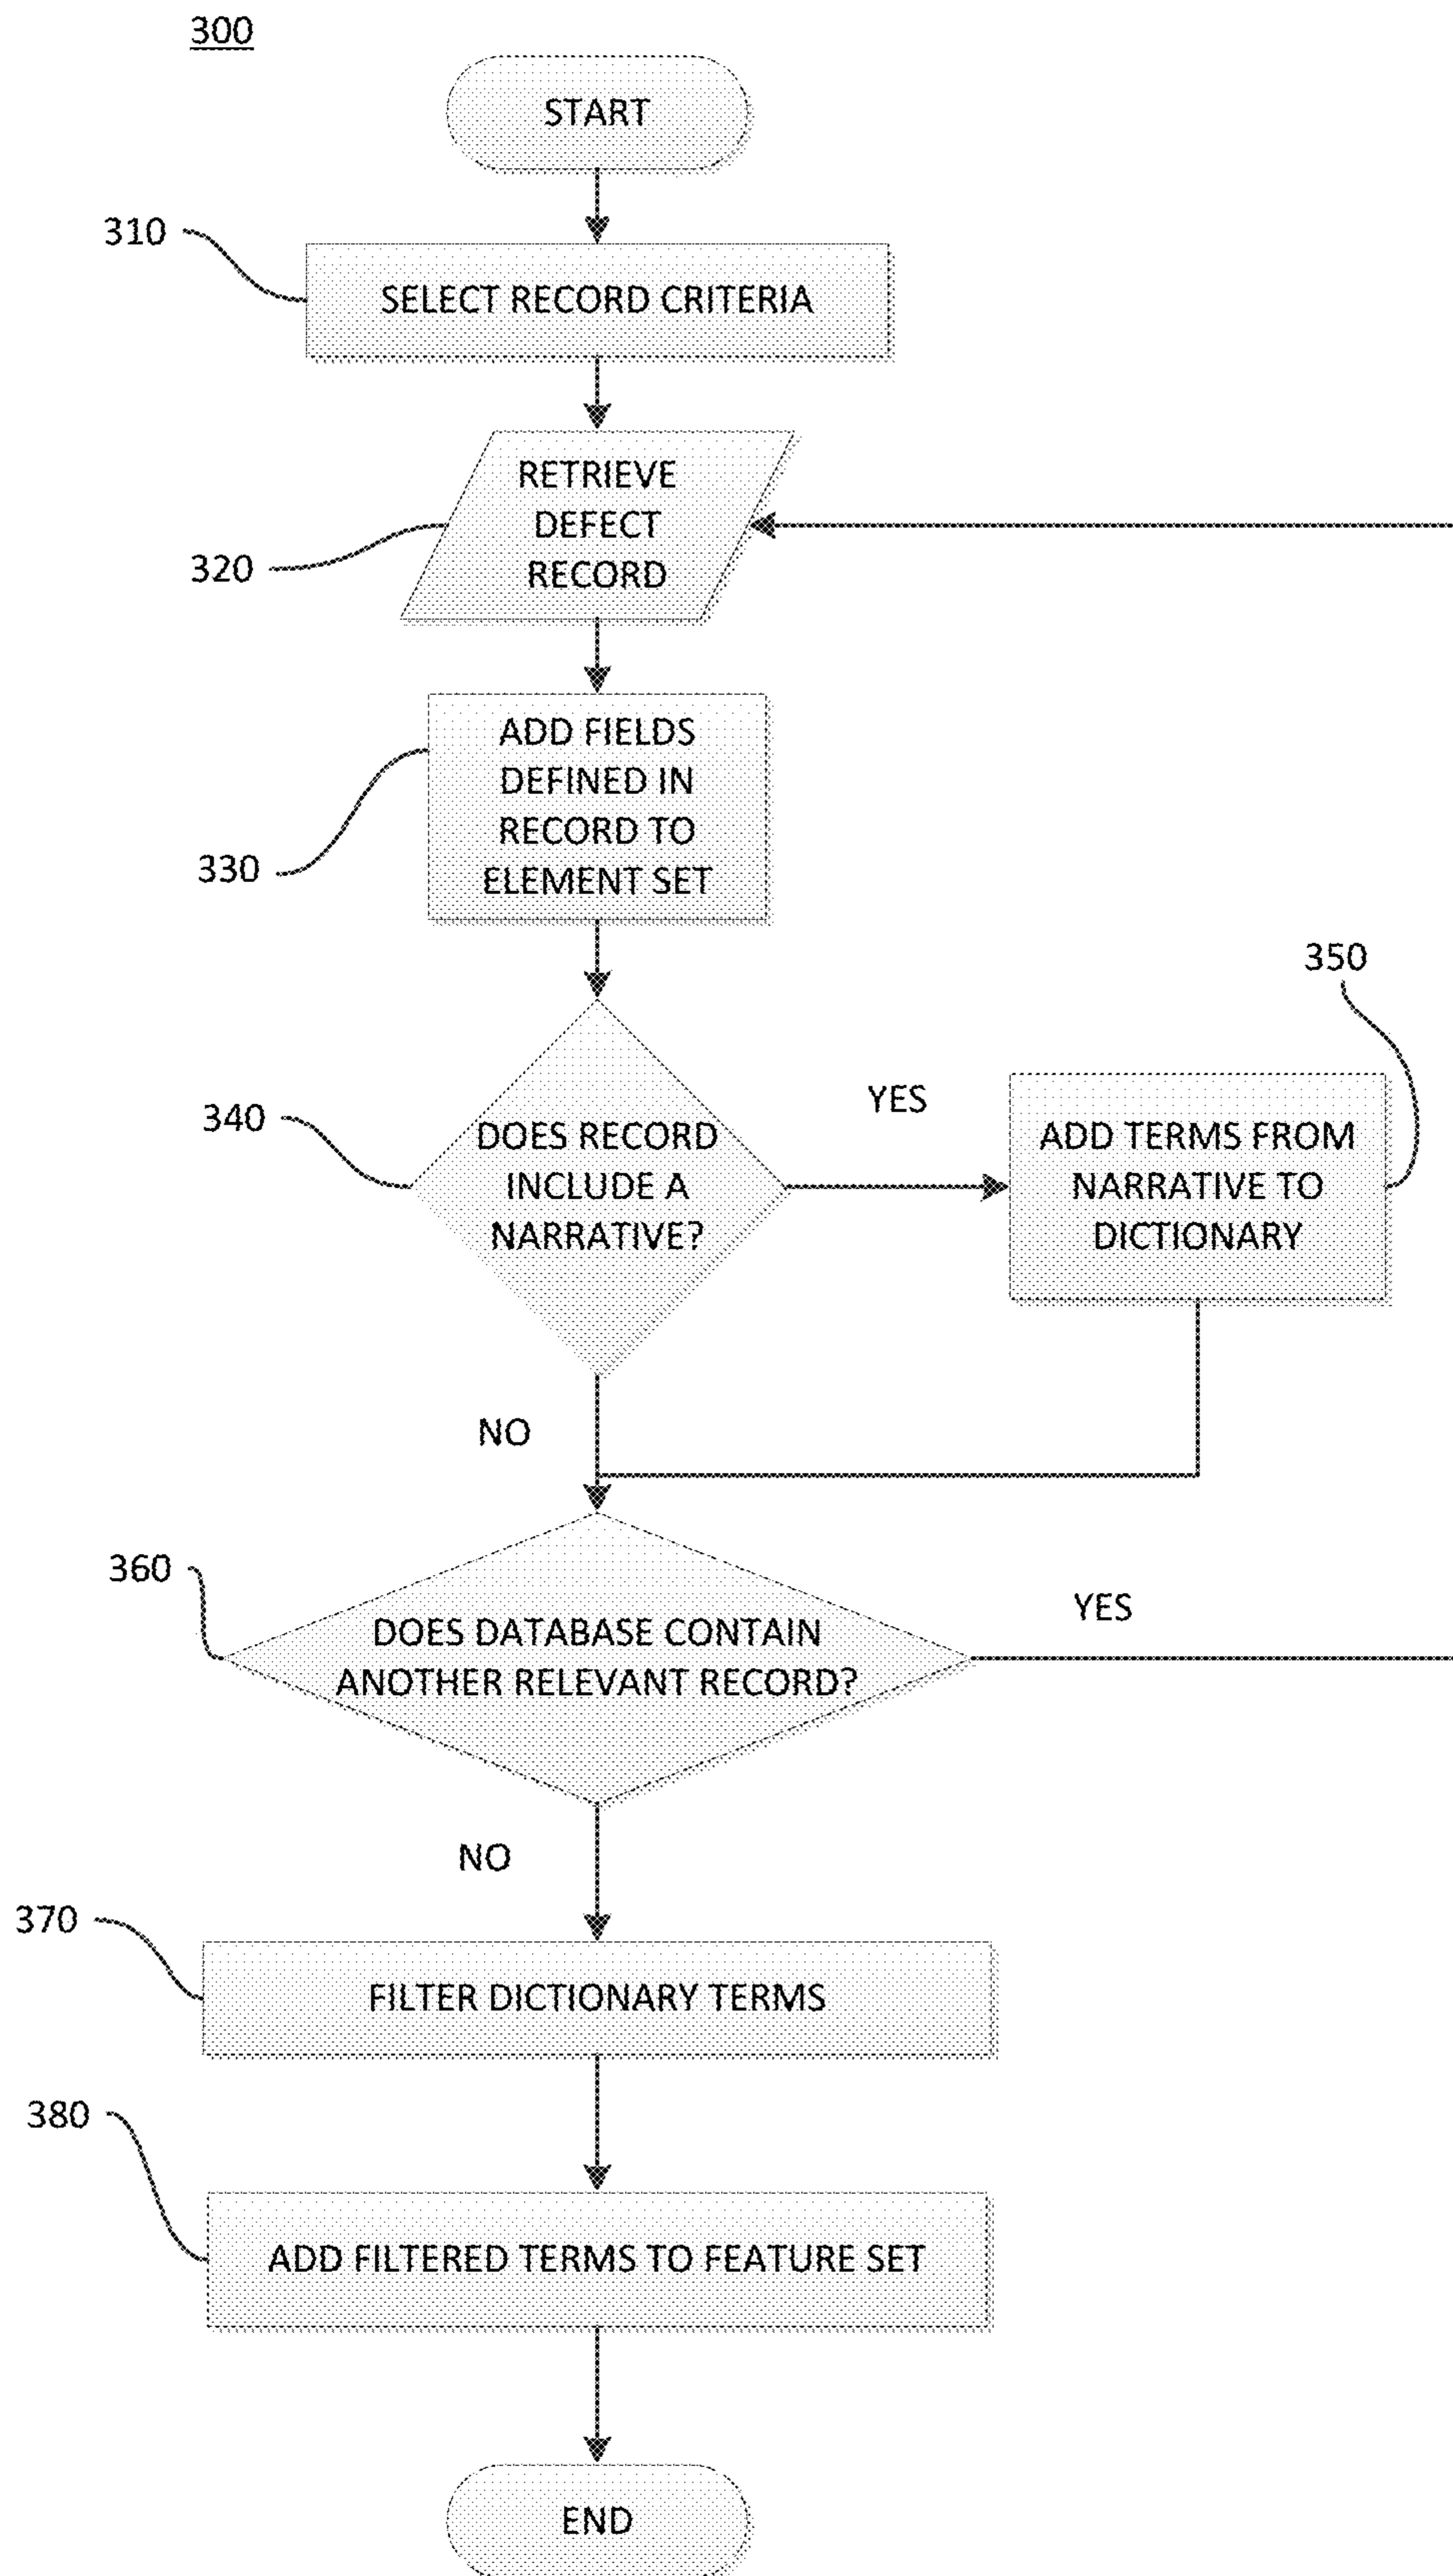 300
START
310
SELECT RECORD CRITERIA
RETRIEVE
DEFECT
RECORD
320
ADD FIELDS
DEFINED IN
RECORD TO
ELEMENT SET
330
340
DOES RECORD
INCLUDE A
NARRATIVE?
YES
350
ADD TERMS FROM
NARRATIVE TO
DICTIONARY
NO
360
DOES DATABASE CONTAIN
ANOTHER RELEVANT RECORD?
YES
NO
370
FILTER DICTIONARY TERMS
380
ADD FILTERED TERMS TO FEATURE SET
END